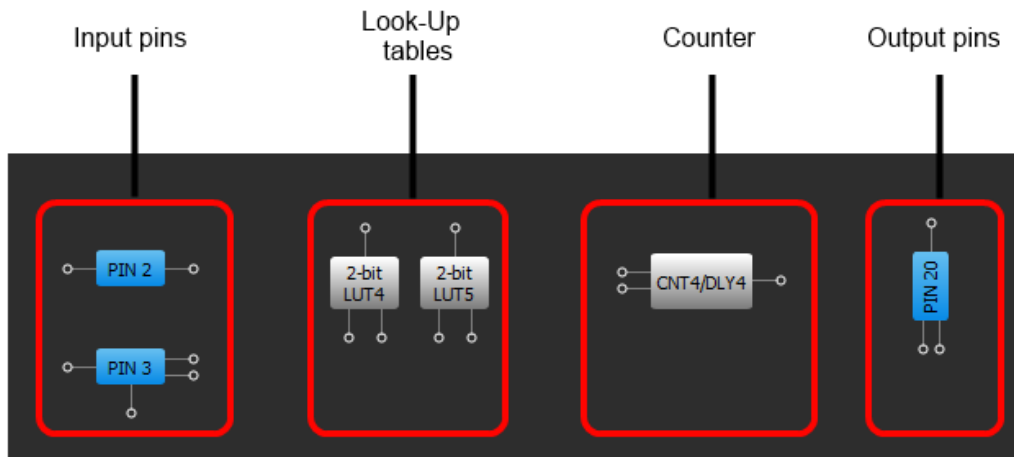 Input pins
Look-Up
tables
Counter
Output pins
PIN 2
PIN 3
2-bit
LUT4
2-bit
LUT5
CNT4/DLY4
PIN 20